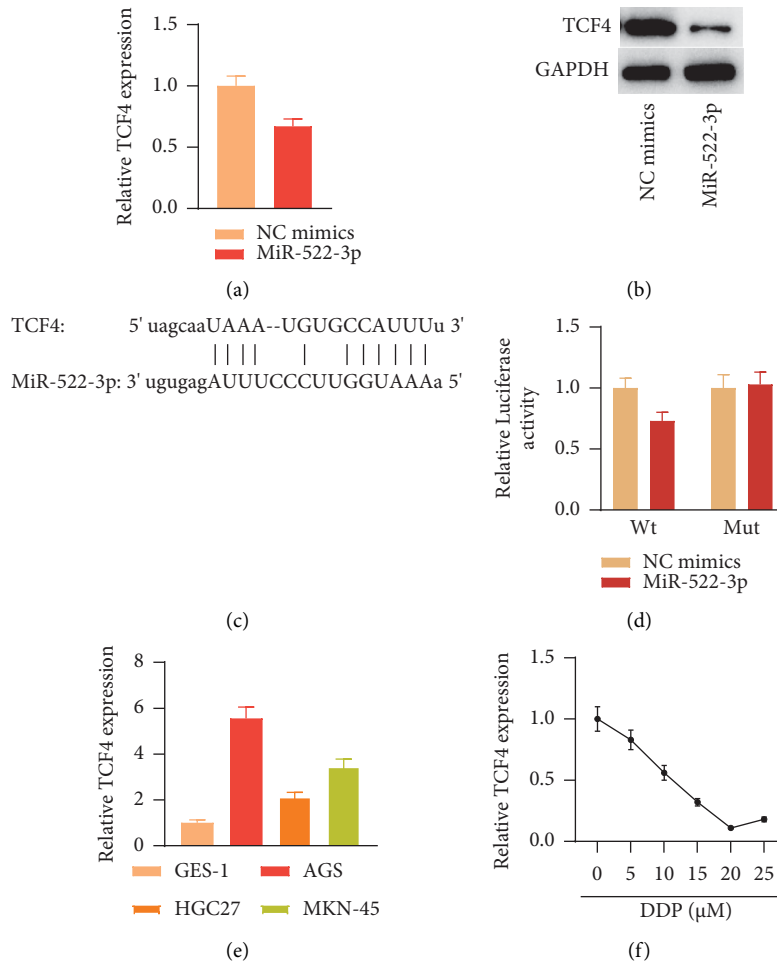 Relative TCF4 expression
1.5
1.0
0.5
0.0
NC mimics
MiR-522-3p
(a)
TCF4
GAPDH
NC mimics
MiR-522-3p
(b)
TCF4: 5' uagcaaUAAA--UGUGCCAUUUu 3'
MiR-522-3p: 3' ugugagAUUUCCCUUGGUAAAa 5'
(c)
Relative Luciferase
activity
1.5
1.0
0.5
0.0
Wt Mut
NC mimics
MiR-522-3p
(d)
Relative TCF4 expression
8
6
4
2
0
GES-1 AGS
HGC27 MKN-45
(e)
Relative TCF4 expression
1.5
1.0
0.5
0.0
0 5 10 15 20 25
DDP (μM)
(f)